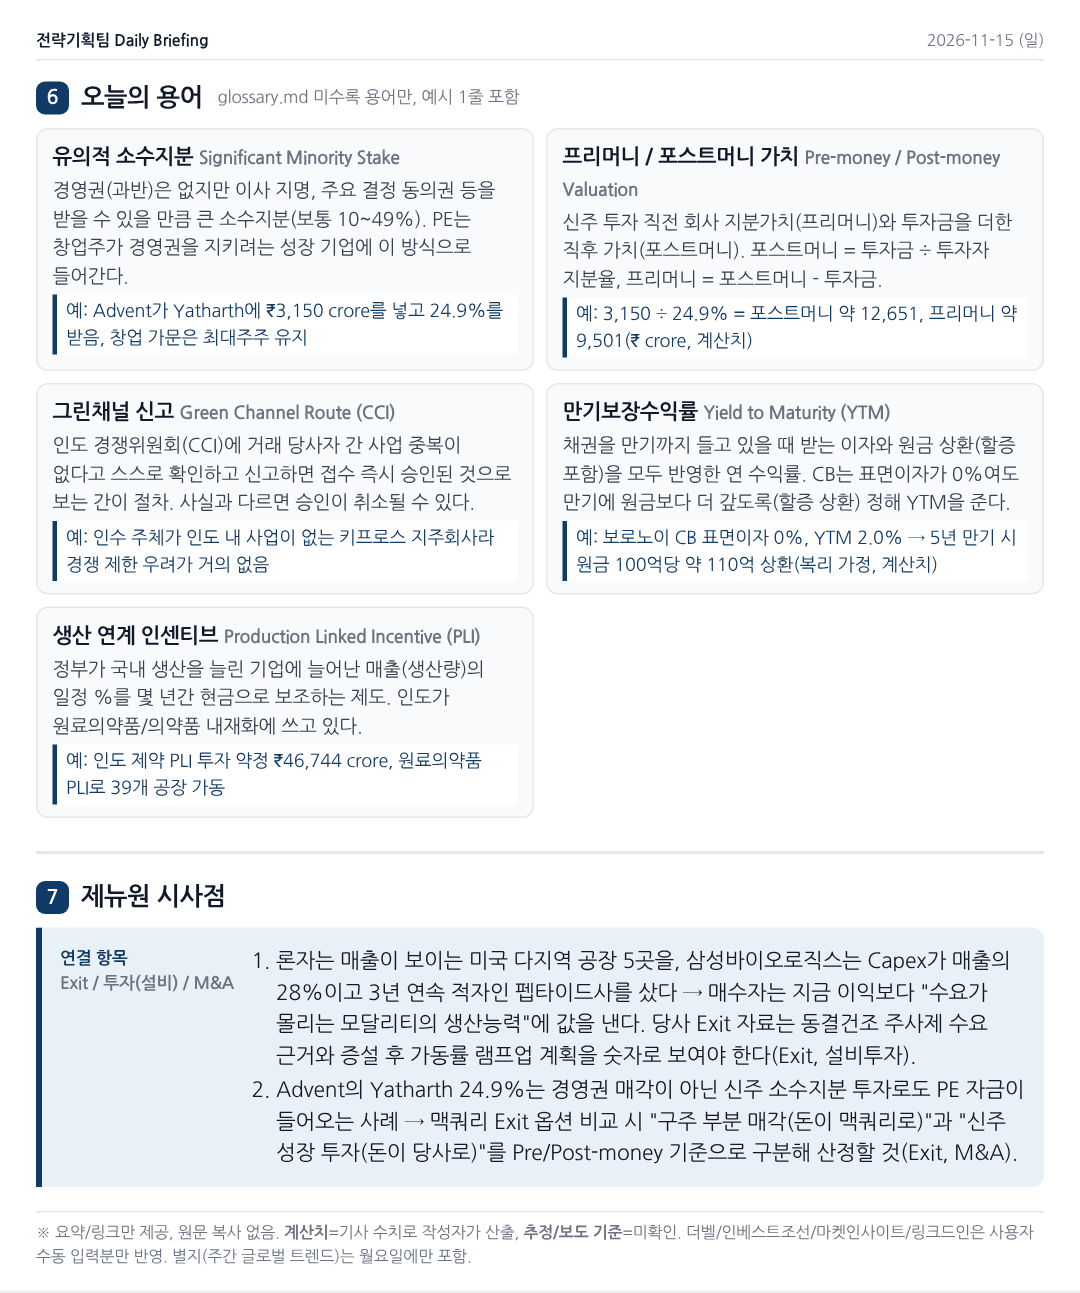 전략기획팀 Daily Briefing
2026-11-15 (일)
6 오늘의 용어 glossary.md 미수록 용어만, 예시 1줄 포함
유의적 소수지분 Significant Minority Stake
경영권(과반)은 없지만 이사 지명, 주요 결정 동의권 등을
받을 수 있을 만큼 큰 소수지분(보통 10~49%). PE는
창업주가 경영권을 지키려는 성장 기업에 이 방식으로
들어간다.
예: Advent가 Yatharth에 ₹3,150 crore를 넣고 24.9%를
받음, 창업 가문은 최대주주 유지
프리머니 / 포스트머니 가치 Pre-money / Post-money
Valuation
신주 투자 직전 회사 지분가치(프리머니)와 투자금을 더한
직후 가치(포스트머니). 포스트머니 = 투자금 ÷ 투자자
지분율, 프리머니 = 포스트머니 - 투자금.
예: 3,150 ÷ 24.9% = 포스트머니 약 12,651, 프리머니 약
9,501(₹ crore, 계산치)
그린채널 신고 Green Channel Route (CCI)
인도 경쟁위원회(CCI)에 거래 당사자 간 사업 중복이
없다고 스스로 확인하고 신고하면 접수 즉시 승인된 것으로
보는 간이 절차. 사실과 다르면 승인이 취소될 수 있다.
예: 인수 주체가 인도 내 사업이 없는 키프로스 지주회사라
경쟁 제한 우려가 거의 없음
만기보장수익률 Yield to Maturity (YTM)
채권을 만기까지 들고 있을 때 받는 이자와 원금 상환(할증
포함)을 모두 반영한 연 수익률. CB는 표면이자가 0%여도
만기에 원금보다 더 갚도록(할증 상환) 정해 YTM을 준다.
예: 보로노이 CB 표면이자 0%, YTM 2.0% → 5년 만기 시
원금 100억당 약 110억 상환(복리 가정, 계산치)
생산 연계 인센티브 Production Linked Incentive (PLI)
정부가 국내 생산을 늘린 기업에 늘어난 매출(생산량)의
일정 %를 몇 년간 현금으로 보조하는 제도. 인도가
원료의약품/의약품 내재화에 쓰고 있다.
예: 인도 제약 PLI 투자 약정 ₹46,744 crore, 원료의약품
PLI로 39개 공장 가동
7 제뉴원 시사점
연결 항목
Exit / 투자(설비) / M&A
1. 론자는 매출이 보이는 미국 다지역 공장 5곳을, 삼성바이오로직스는 Capex가 매출의
28%이고 3년 연속 적자인 펩타이드사를 샀다 → 매수자는 지금 이익보다 "수요가
몰리는 모달리티의 생산능력"에 값을 낸다. 당사 Exit 자료는 동결건조 주사제 수요
근거와 증설 후 가동률 램프업 계획을 숫자로 보여야 한다(Exit, 설비투자).
2. Advent의 Yatharth 24.9%는 경영권 매각이 아닌 신주 소수지분 투자로도 PE 자금이
들어오는 사례 → 맥쿼리 Exit 옵션 비교 시 "구주 부분 매각(돈이 맥쿼리로)"과 "신주
성장 투자(돈이 당사로)"를 Pre/Post-money 기준으로 구분해 산정할 것(Exit, M&A).
※ 요약/링크만 제공, 원문 복사 없음. 계산치=기사 수치로 작성자가 산출, 추정/보도 기준=미확인. 더벨/인베스트조선/마켓인사이트/링크드인은 사용자
수동 입력분만 반영. 별지(주간 글로벌 트렌드)는 월요일에만 포함.